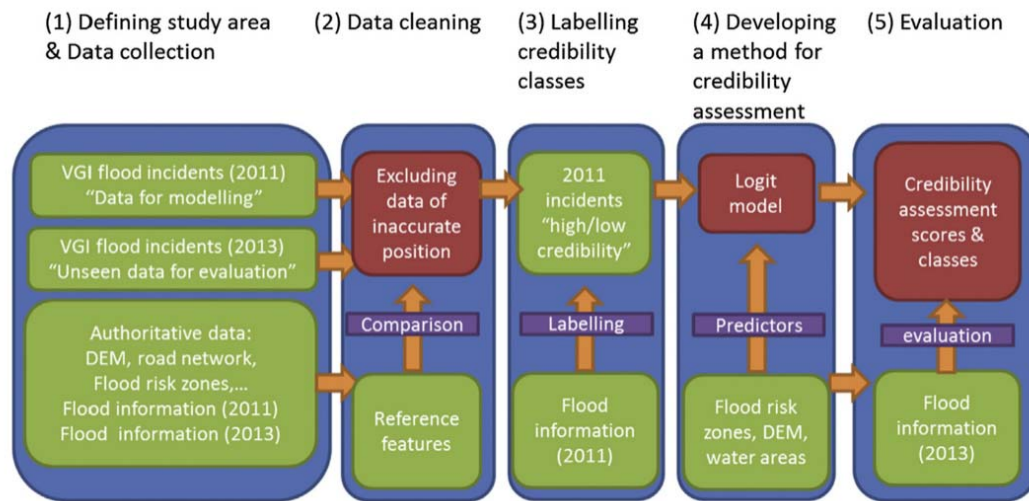 (1) Defining study area
& Data collection
(2) Data cleaning
(3) Labelling
credibility
classes
(4) Developing
a method for
credibility
assessment
(5) Evaluation
VGI flood incidents (2011)
“Data for modelling”
VGI flood incidents (2013)
“Unseen data for evaluation”
Authoritative data:
DEM, road network,
Flood risk zones,...
Flood information (2011)
Flood information (2013)
Excluding
data of
inaccurate
position
Comparison
Reference
features
2011
incidents
“high/low
credibility”
Labelling
Flood
information
(2011)
Logit
model
Predictors
Flood risk
zones, DEM,
water areas
Credibility
assessment
scores &
classes
evaluation
Flood
information
(2013)